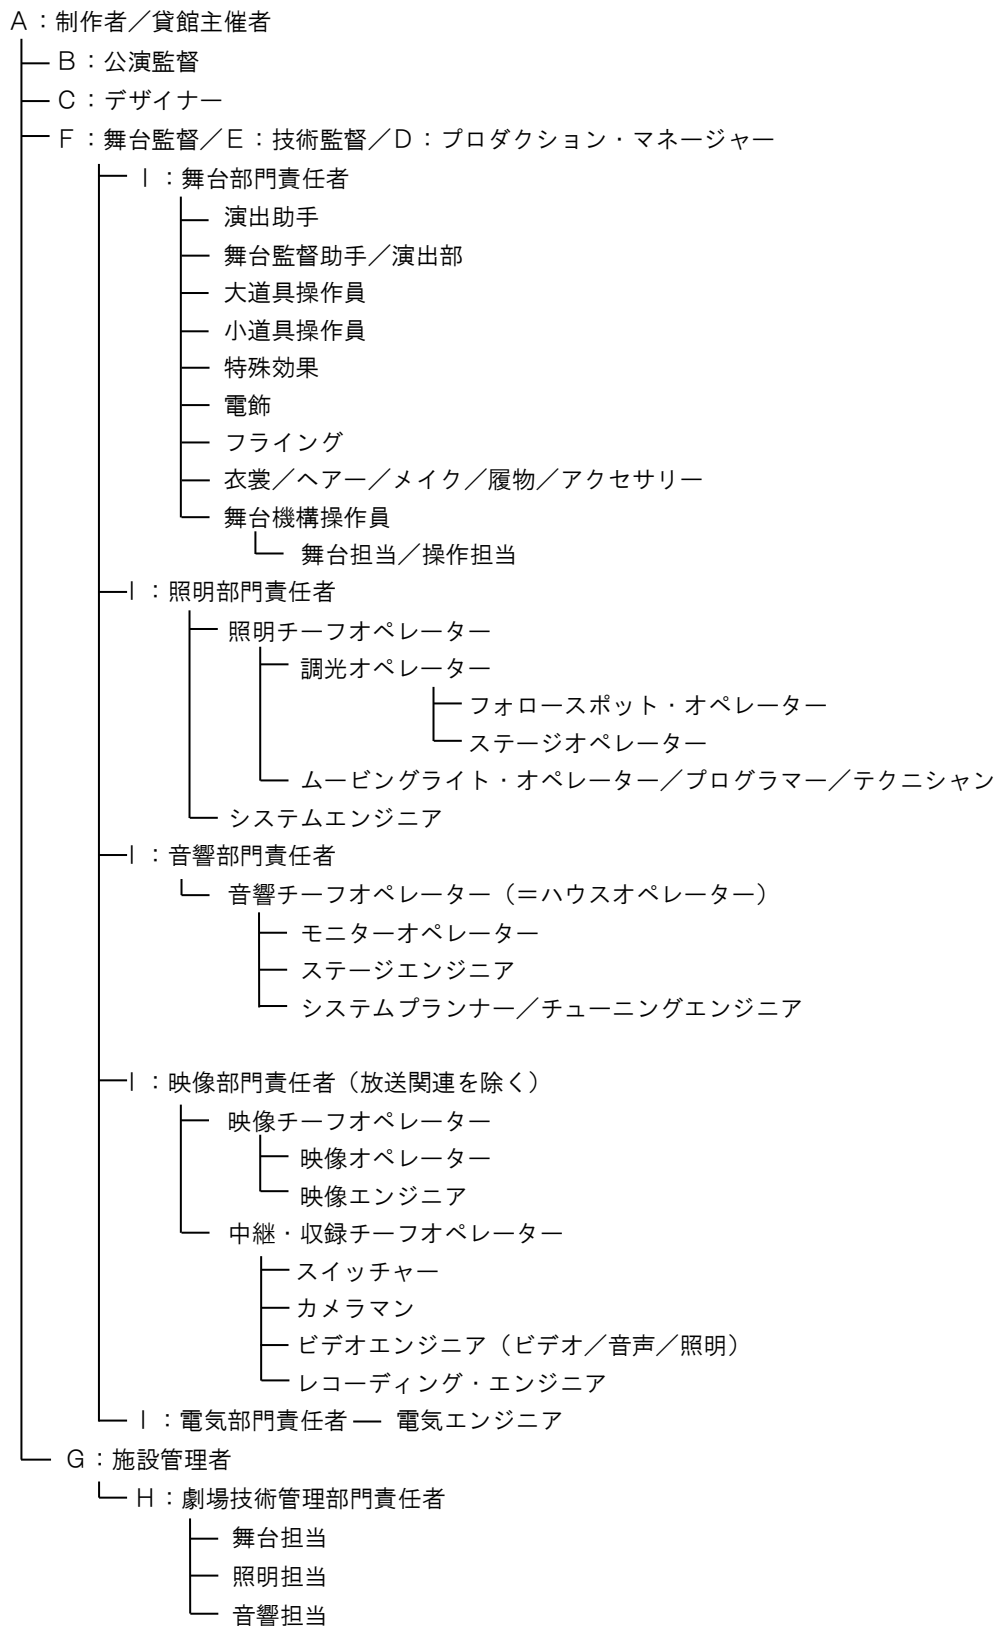 A：制作者／貸館主催者
B：公演監督
C：デザイナー
F：舞台監督／E：技術監督／D：プロダクション・マネージャー
I：舞台部門責任者
演出助手
舞台監督助手／演出部
大道具操作員
小道具操作員
特殊効果
電飾
フライング
衣裳／ヘアー／メイク／履物／アクセサリー
舞台機構操作員
舞台担当／操作担当
I：照明部門責任者
照明チーフオペレーター
調光オペレーター
フォロースポット・オペレーター
ステージオペレーター
ムービングライト・オペレーター／プログラマー／テクニシャン
システムエンジニア
I：音響部門責任者
音響チーフオペレーター（＝ハウスオペレーター）
モニターオペレーター
ステージエンジニア
システムプランナー／チューニングエンジニア
I：映像部門責任者（放送関連を除く）
映像チーフオペレーター
映像オペレーター
映像エンジニア
中継・収録チーフオペレーター
スイッチャー
カメラマン
ビデオエンジニア（ビデオ／音声／照明）
レコーディング・エンジニア
I：電気部門責任者 ― 電気エンジニア
G：施設管理者
H：劇場技術管理部門責任者
舞台担当
照明担当
音響担当